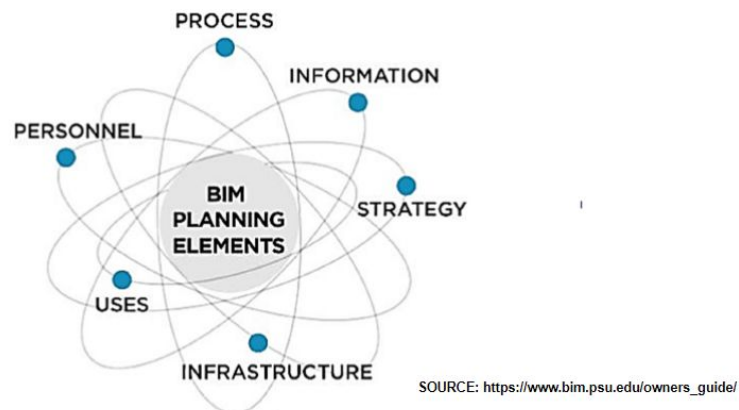 PROCESS
INFORMATION
PERSONNEL
STRATEGY
BIM
PLANNING
ELEMENTS
USES
INFRASTRUCTURE
SOURCE: https://www.bim.psu.edu/owners_guide/